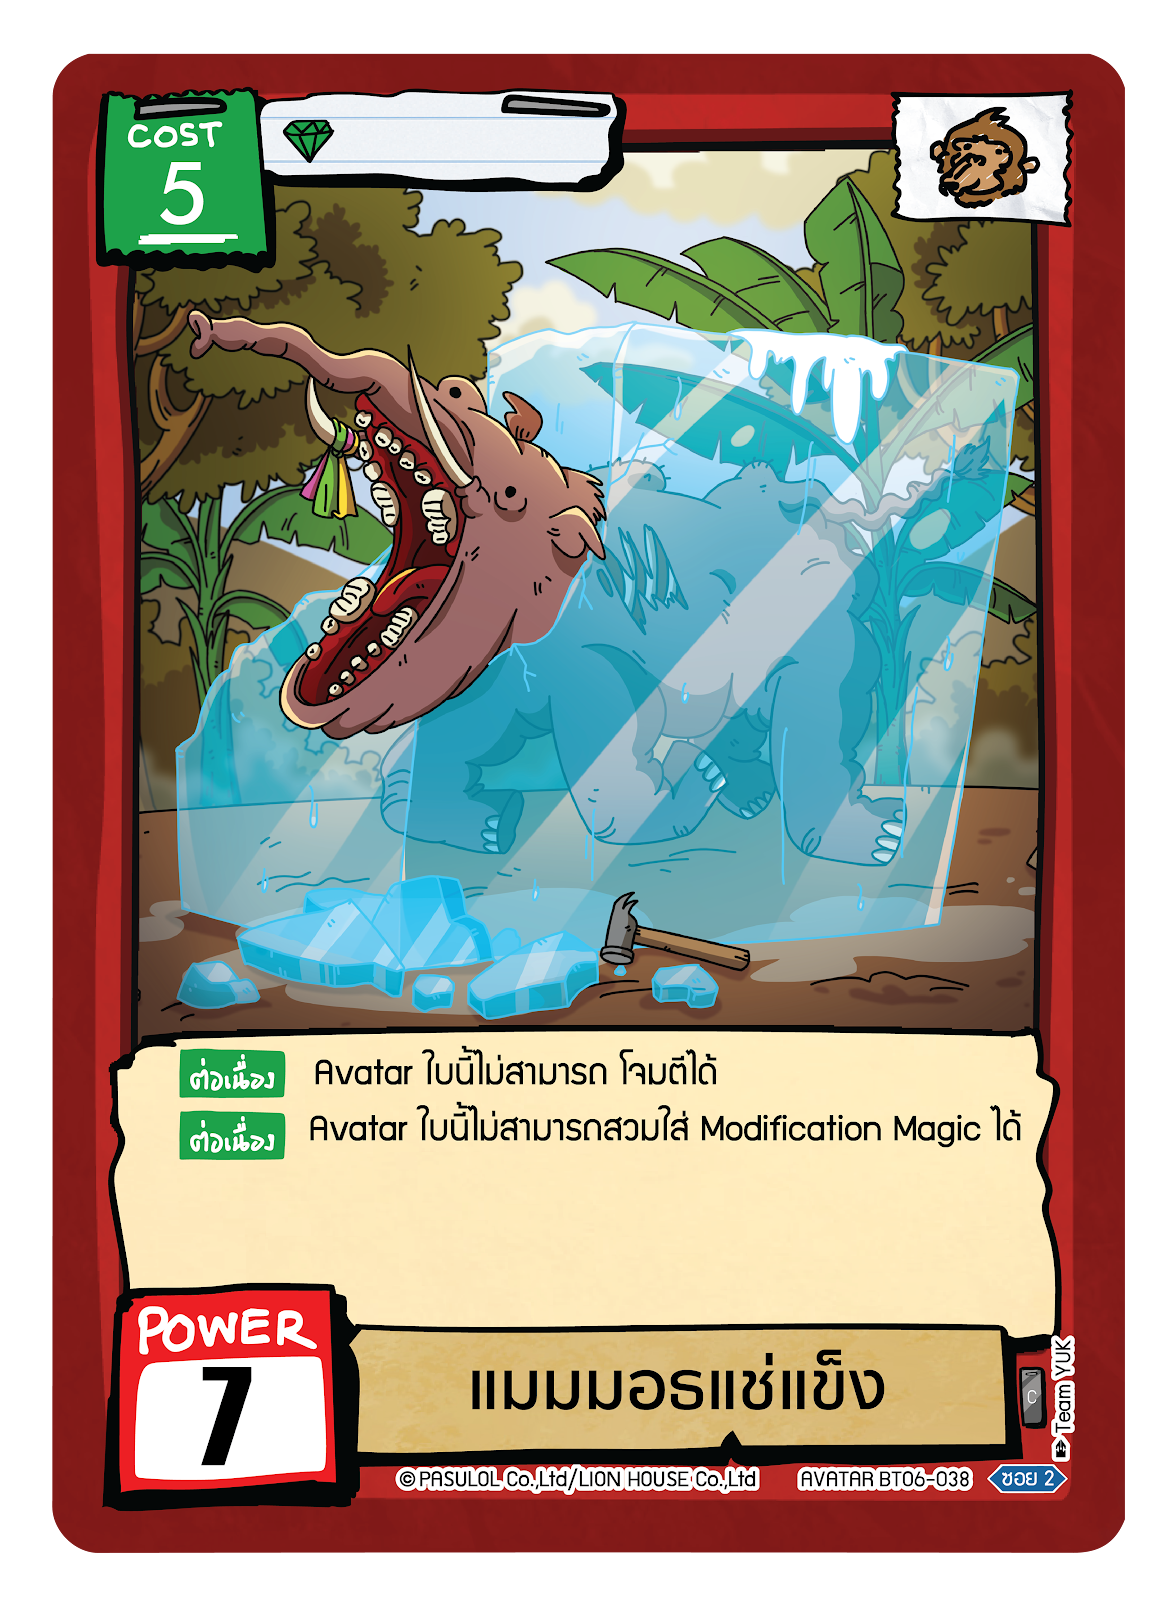 COST
5
ต่อเนื่อง Avatar ใบนี้ไม่สามารถ โจมตีได้
ต่อเนื่อง Avatar ใบนี้ไม่สามารถสวมใส่ Modification Magic ได้
POWER
7
แมมมอธแช่แข็ง
C
Team YUK
© PASULOL Co.,Ltd/LION HOUSE Co.,Ltd AVATAR BT06-038 ซอย 2